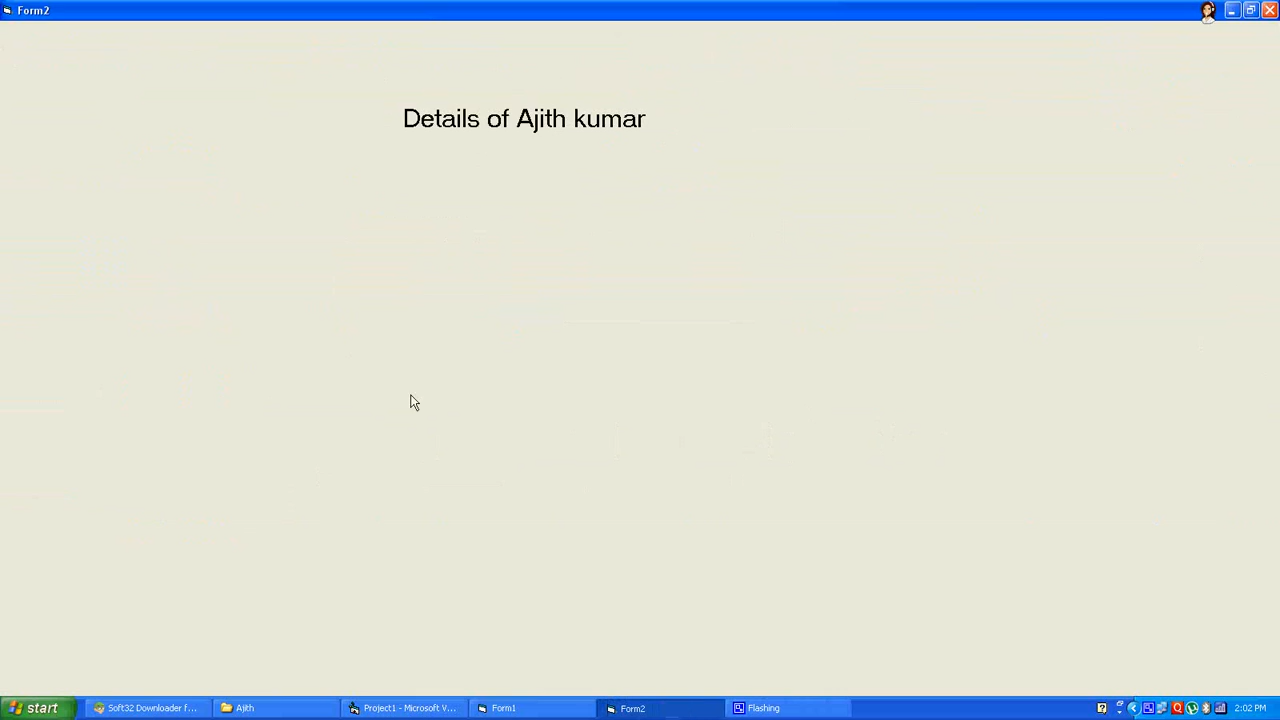 Form2
Details of Ajith kumar
start
Soft32 Downloader f...
Ajith
Project1 - Microsoft V...
Form1
Form2
Flashing
2:02 PM